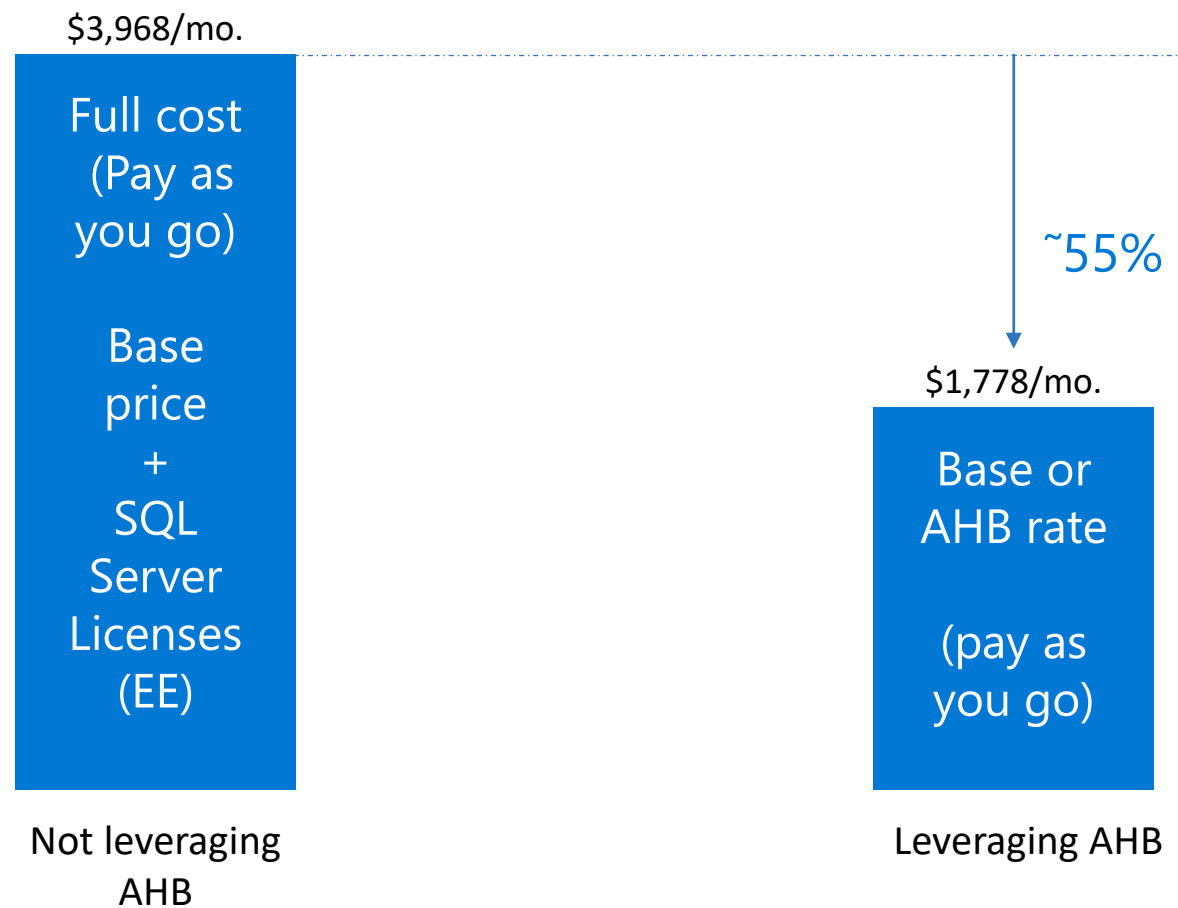 $3,968/mo.
Full cost
(Pay as
you go)
Base
price
+
SQL
Server
Licenses
(EE)
Not leveraging
AHB
~55%
$1,778/mo.
Base or
AHB rate
(pay as
you go)
Leveraging AHB